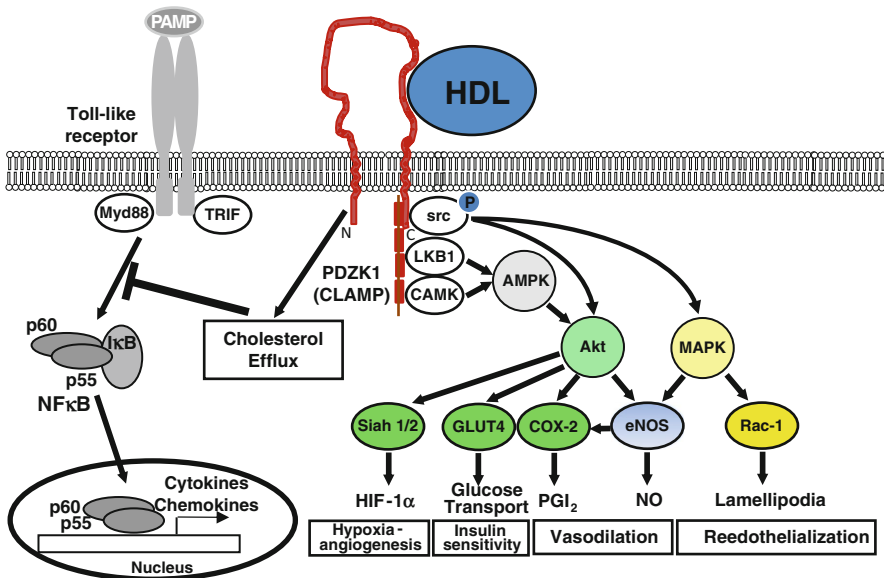 PAMP
HDL
Toll-like
receptor
Myd88
TRIF
P
src
N
C
PDZK1
(CLAMP)
LKB1
CAMK
AMPK
Cholesterol
Efflux
p60
IκB
p55
NFκB
Akt
MAPK
Siah 1/2
GLUT4
COX-2
eNOS
Rac-1
HIF-1α
Glucose
Transport
PGI₂
NO
Lamellipodia
Hypoxia -
angiogenesis
Insulin
sensitivity
Vasodilation
Reedothelialization
Cytokines
Chemokines
p60
p55
Nucleus